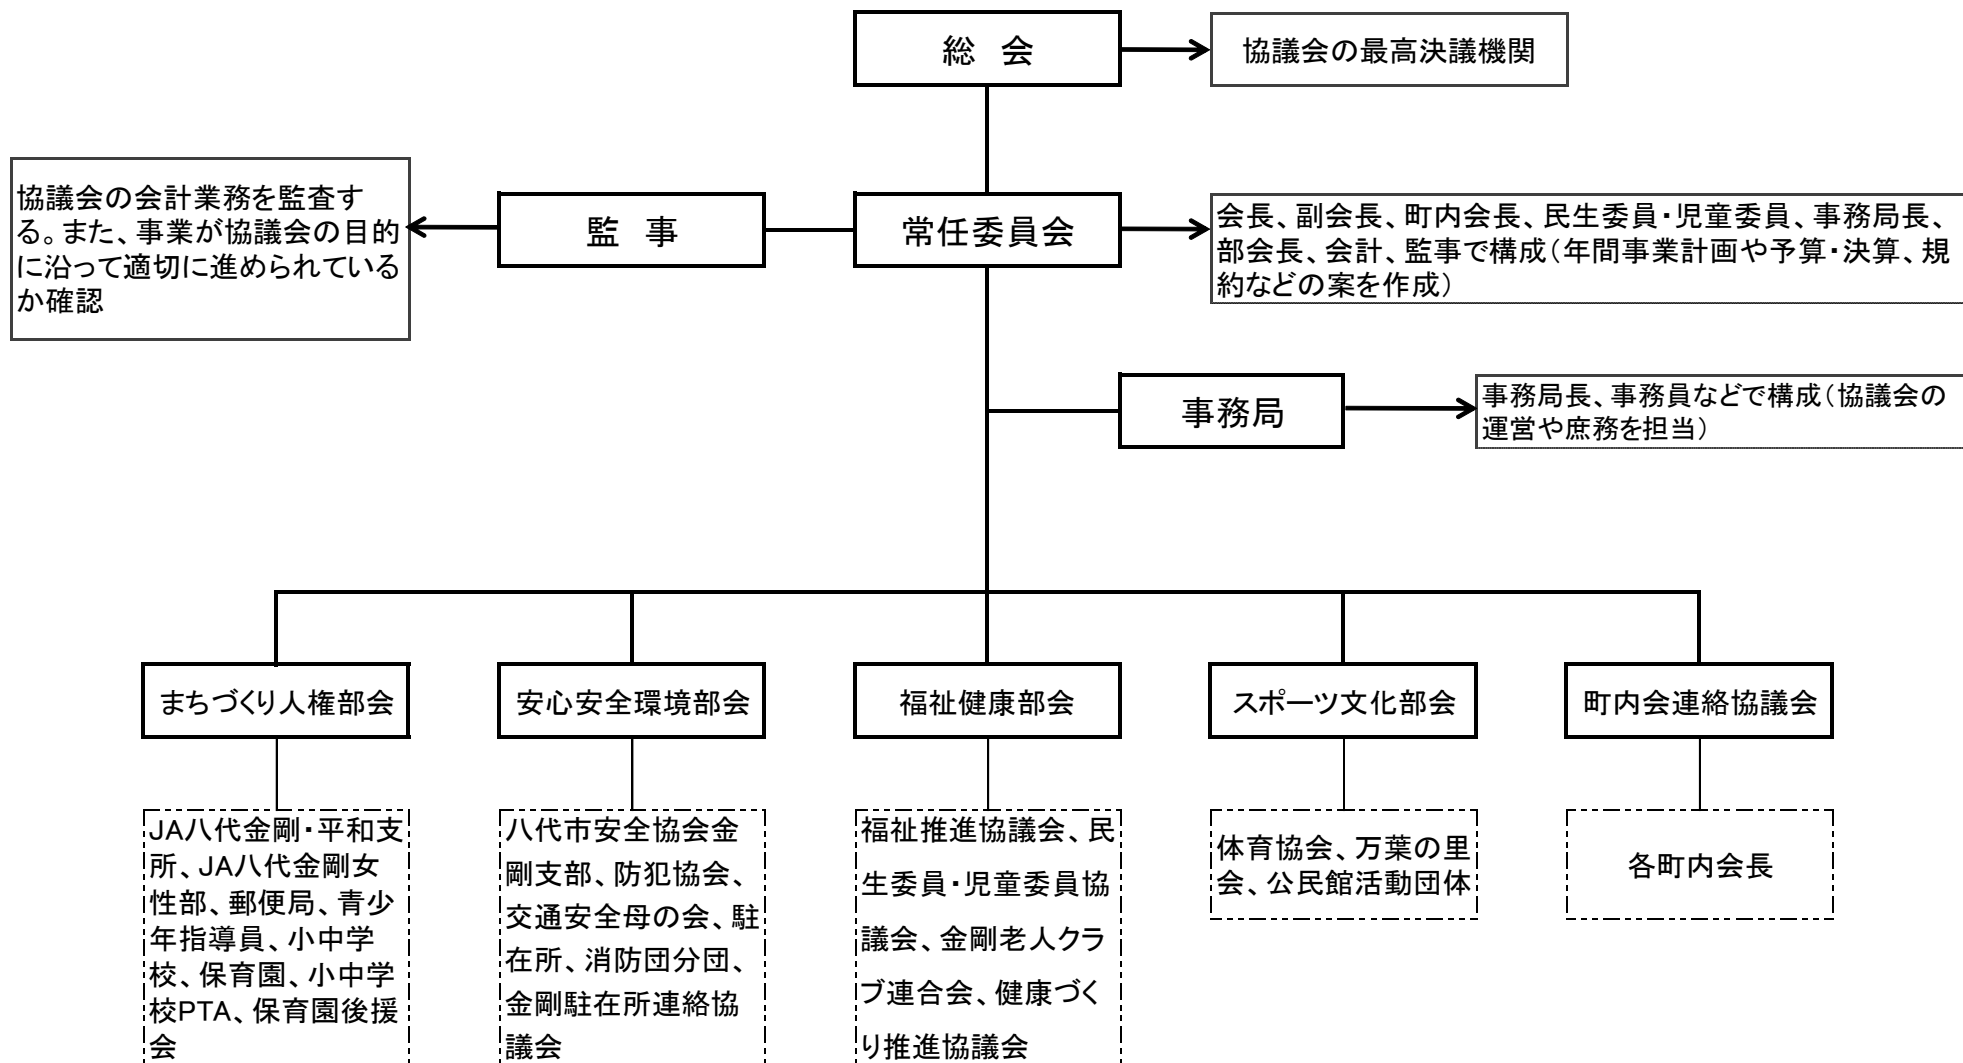 総　会
協議会の最高決議機関
協議会の会計業務を監査す
る。また、事業が協議会の目的
に沿って適切に進められている
か確認
監　事
常任委員会
会長、副会長、町内会長、民生委員・児童委員、事務局長、
部会長、会計、監事で構成（年間事業計画や予算・決算、規
約などの案を作成）
事務局
事務局長、事務員などで構成（協議会の
運営や庶務を担当）
まちづくり人権部会
安心安全環境部会
福祉健康部会
スポーツ文化部会
町内会連絡協議会
JA八代金剛・平和支
所、JA八代金剛女
性部、郵便局、青少
年指導員、小中学
校、保育園、小中学
校PTA、保育園後援
会
八代市安全協会金
剛支部、防犯協会、
交通安全母の会、駐
在所、消防団分団、
金剛駐在所連絡協
議会
福祉推進協議会、民
生委員・児童委員協
議会、金剛老人クラ
ブ連合会、健康づく
り推進協議会
体育協会、万葉の里
会、公民館活動団体
各町内会長